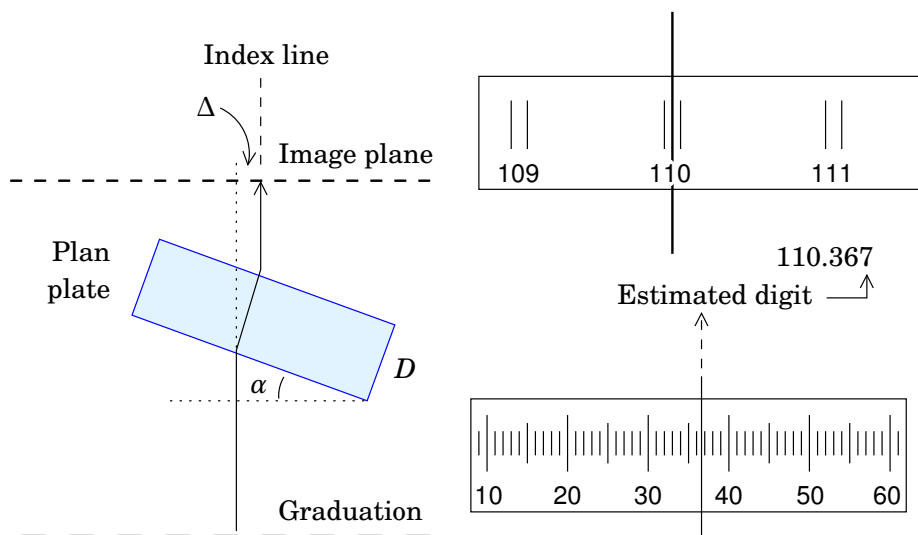 Index line
Δ
Image plane
Plan
plate
D
α
Graduation
109 110 111
110.367
Estimated digit
10 20 30 40 50 60